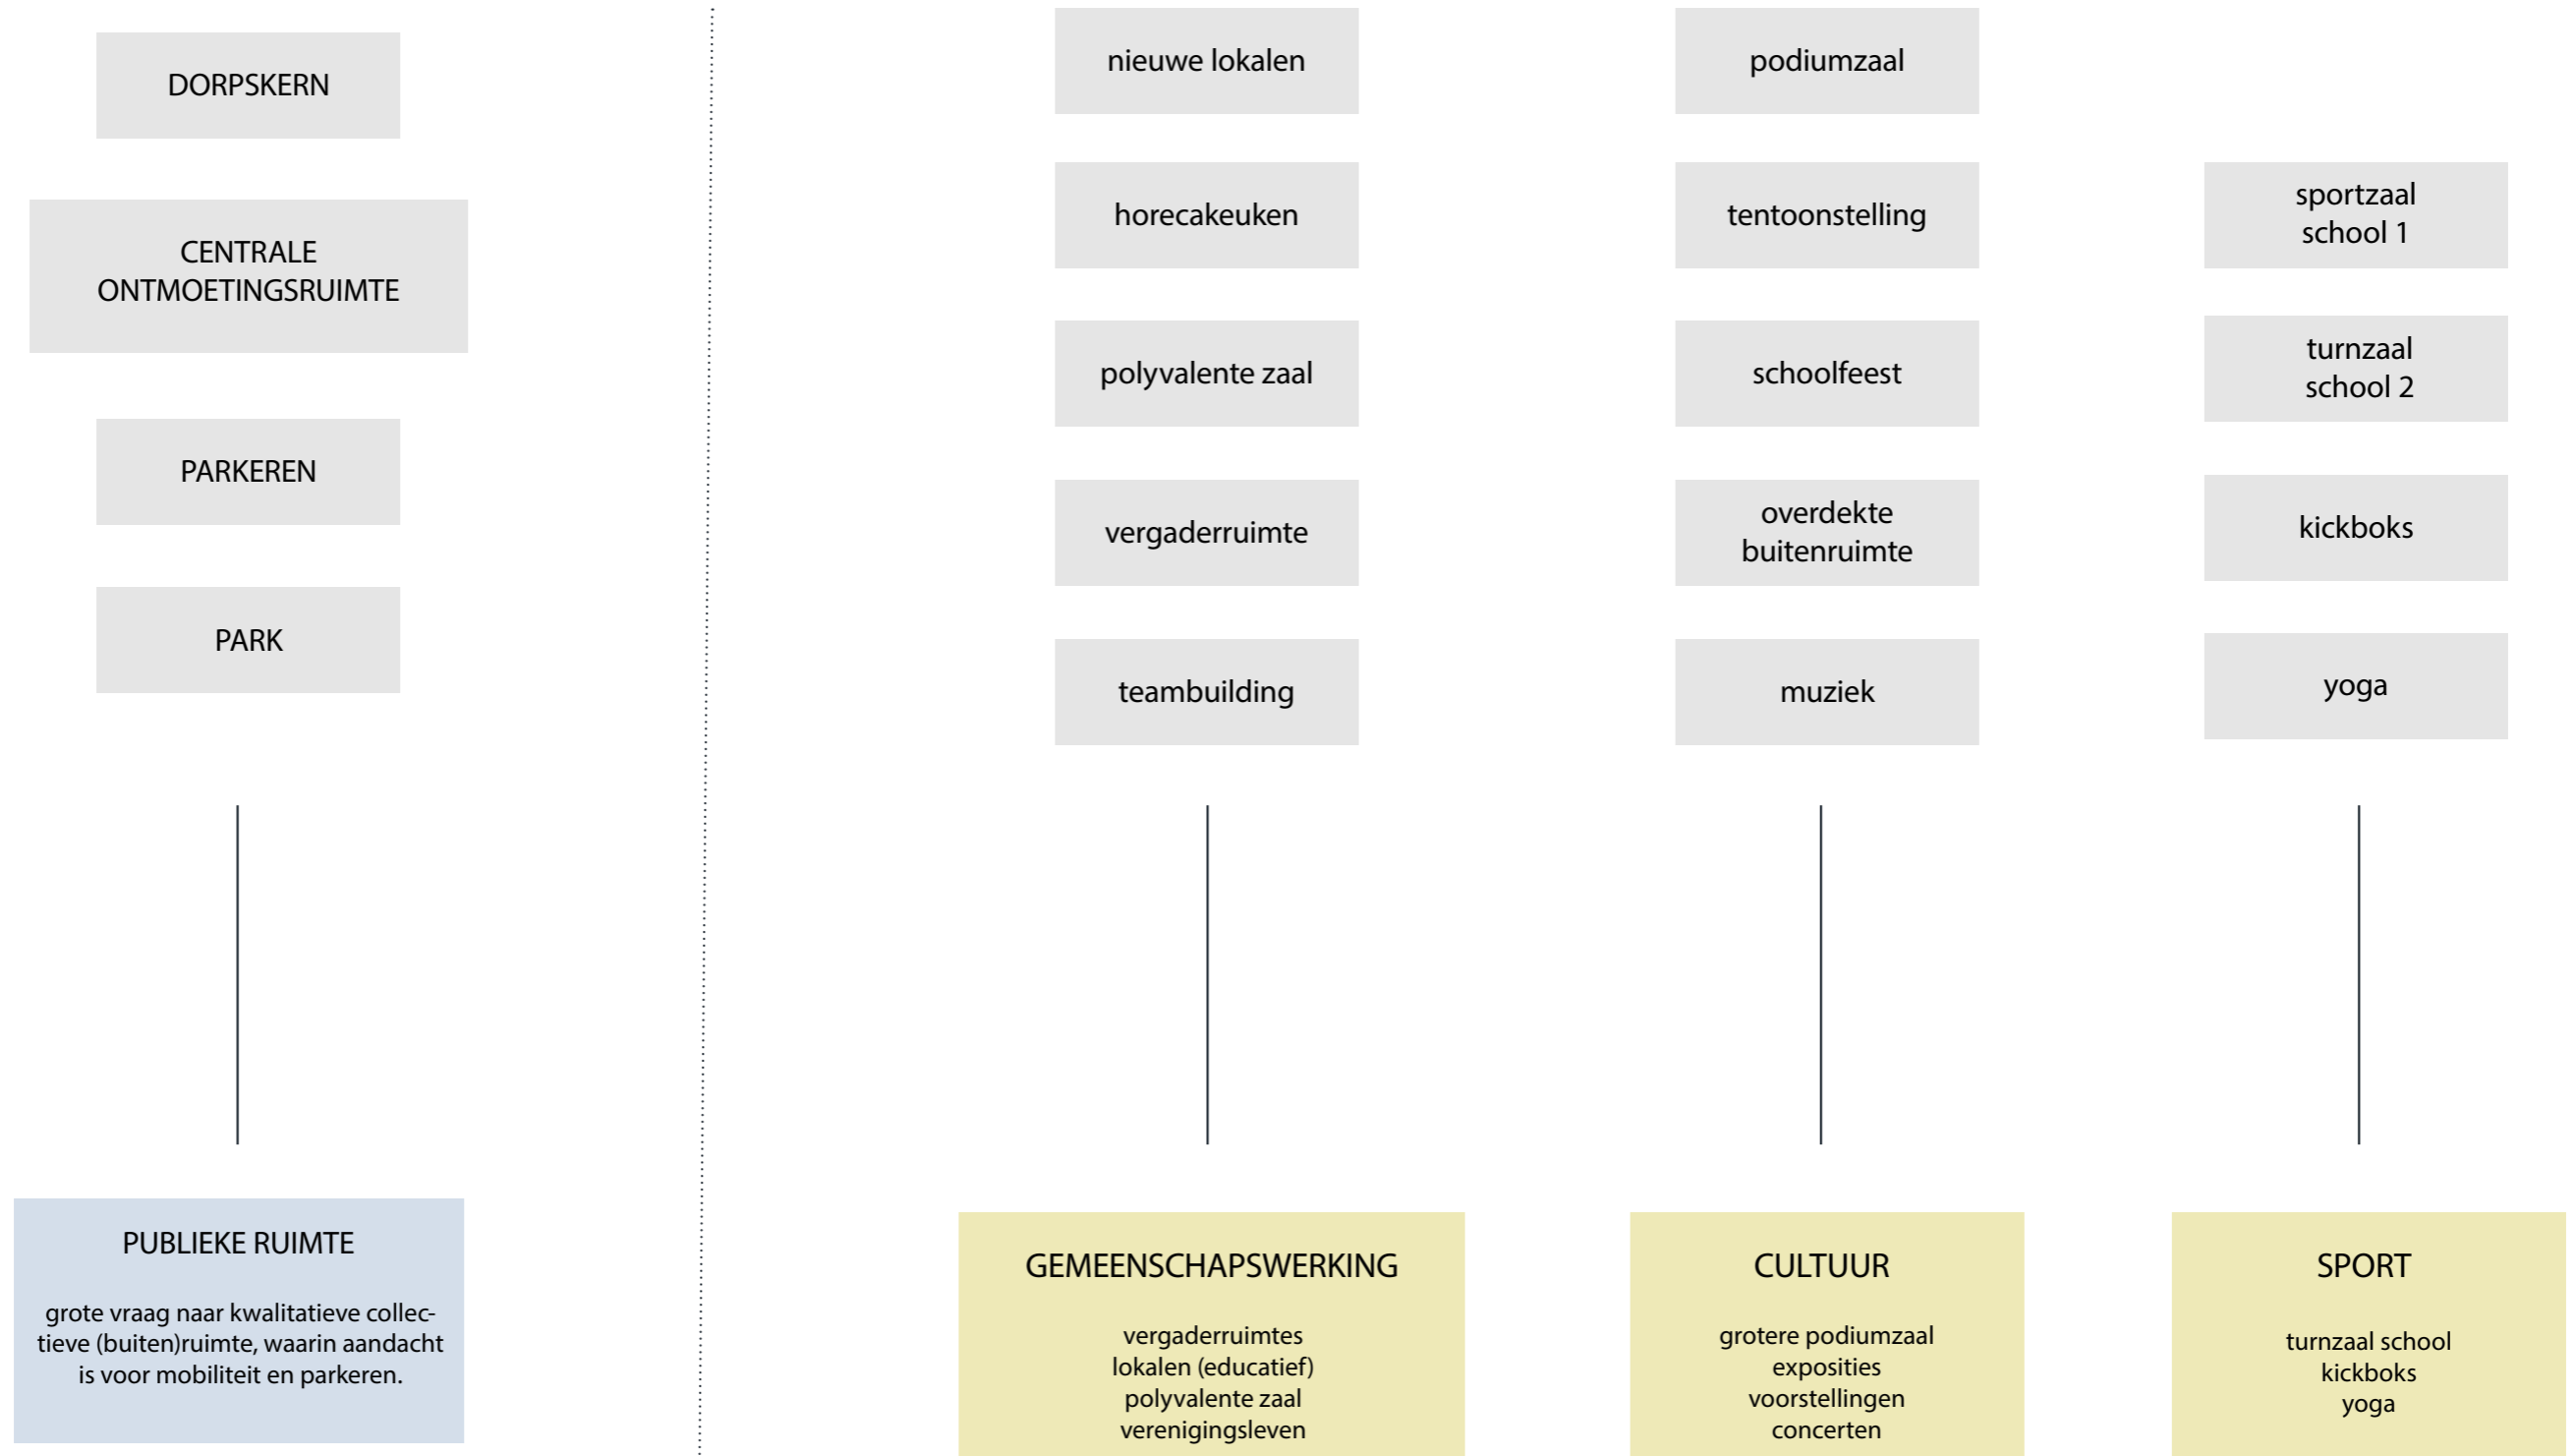 DORPSKERN
CENTRALE
ONTMOETINGSRUIMTE
PARKEREN
PARK
PUBLIEKE RUIMTE
grote vraag naar kwalitatieve collec-
tieve (buiten)ruimte, waarin aandacht
is voor mobiliteit en parkeren.
nieuwe lokalen
horecakeuken
polyvalente zaal
vergaderruimte
teambuilding
GEMEENSCHAPSWERKING
vergaderruimtes
lokalen (educatief)
polyvalente zaal
verenigingsleven
podiumzaal
tentoonstelling
schoolfeest
overdekte
buitenruimte
muziek
CULTUUR
grotere podiumzaal
exposities
voorstellingen
concerten
sportzaal
school 1
turnzaal
school 2
kickboks
yoga
SPORT
turnzaal school
kickboks
yoga